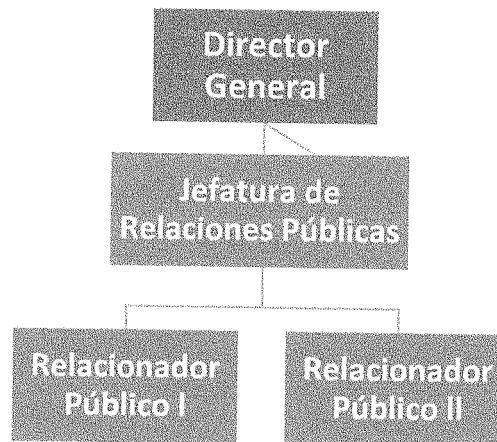 Director
General
Jefatura de
Relaciones Públicas
Relacionador
Público I
Relacionador
Público II